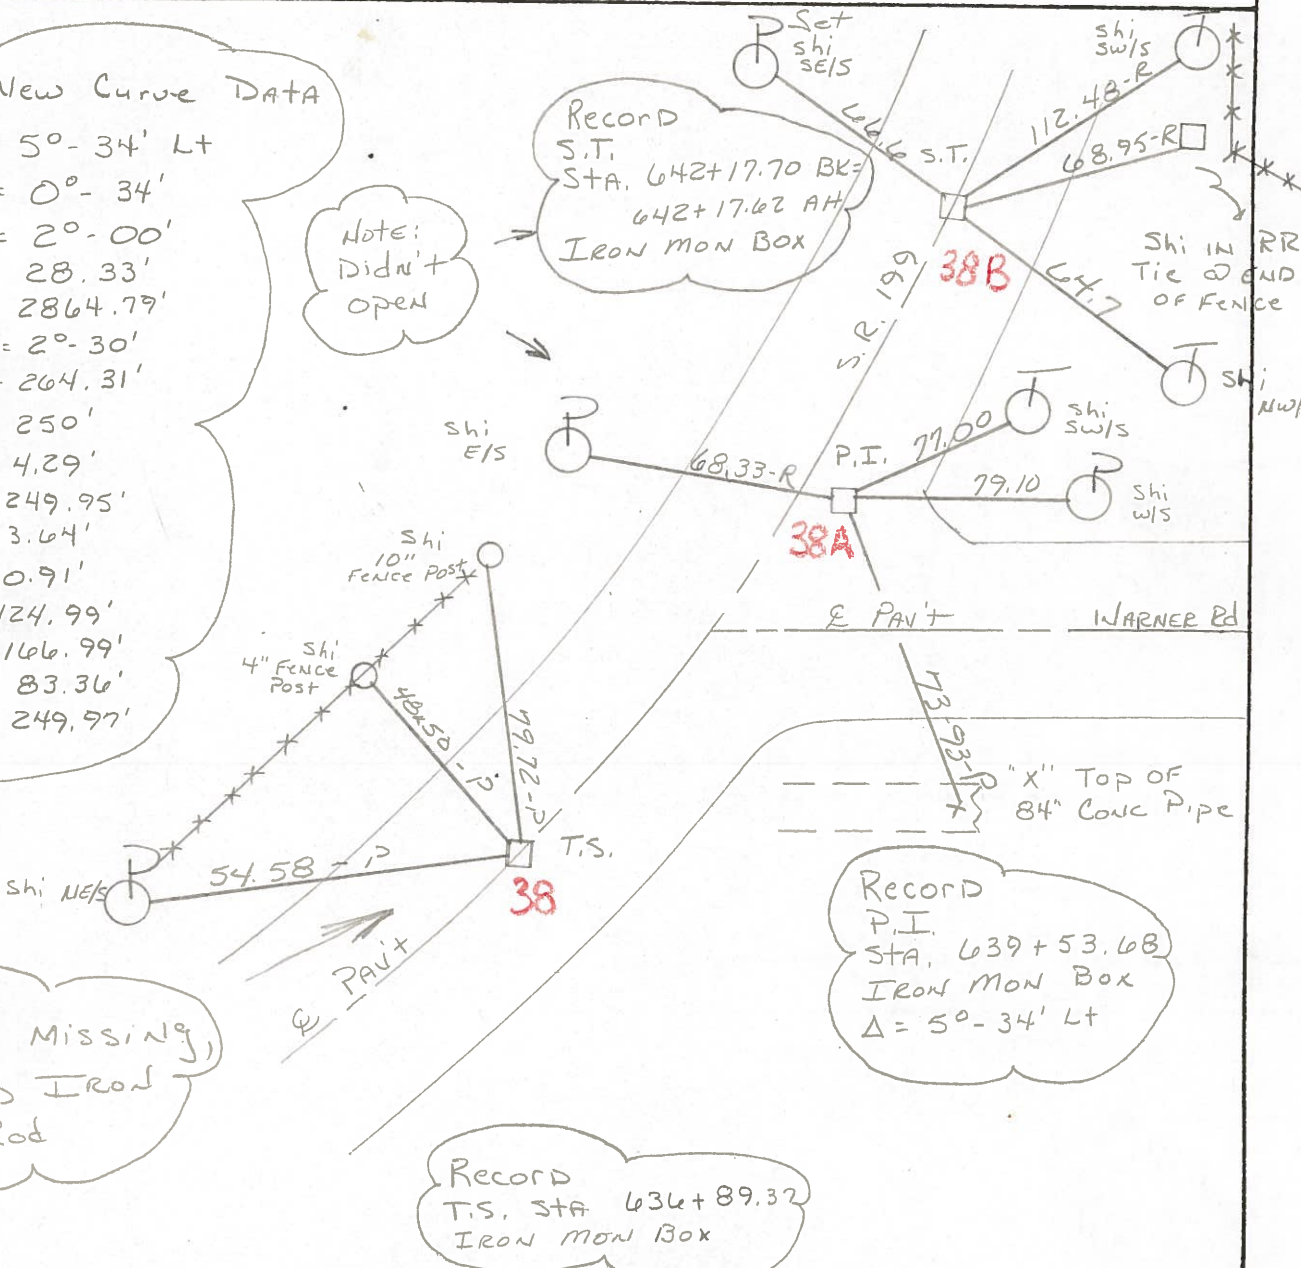 New Curve DATA
5°-34' Lt
= 0°-34'
= 2°-00'
28.33'
2864.79'
= 2°-30'
264.31'
250'
4.29'
249.95'
3.64'
0.91'
124.99'
166.99'
83.36'
249.97'
Note:
Didn't
open
Record
S.T.
StA. 642+17.70 BK=
642+17.62 AH
IRON MON BOX
P Set
Shi
SE/S
66.6
S.T.
Shi
SW/S
T
112.48-R
68.95-R
38B
64.7
Shi IN RR
Tie @ END
OF FENCE
T
Shi
NW/
S.R. 199
Shi
E/S
P
68.33-R
P.I.
77.00
T
Shi
SW/S
79.10
P
Shi
W/S
38A
Shi
10"
FENCE POST
Shi
4" FENCE
POST
48.50-P
79.72-P
℄ PAV't
WARNER Rd
73.93-P
"X" TOP OF
84" CONC Pipe
P
Shi NE/S
54.58-P
T.S.
38
℄ PAV't
Record
P.I.
StA. 639+53.68
IRON MON BOX
Δ = 5°-34' Lt
MISSING,
IRON
Record
T.S. StA 636+89.37
IRON MON BOX